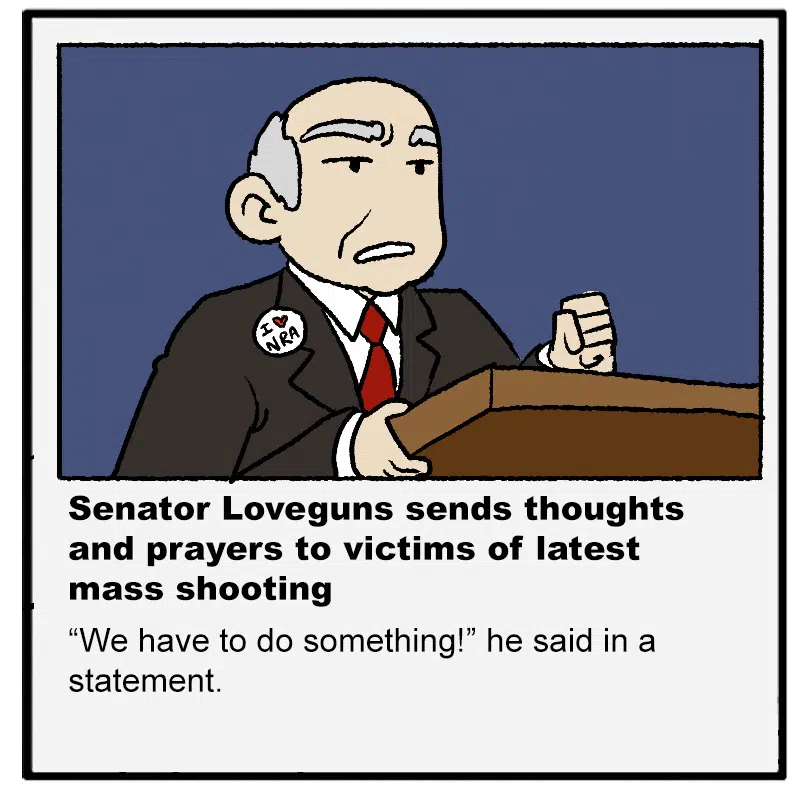 I ❤ NRA
Senator Loveguns sends thoughts
and prayers to victims of latest
mass shooting
“We have to do something!” he said in a
statement.